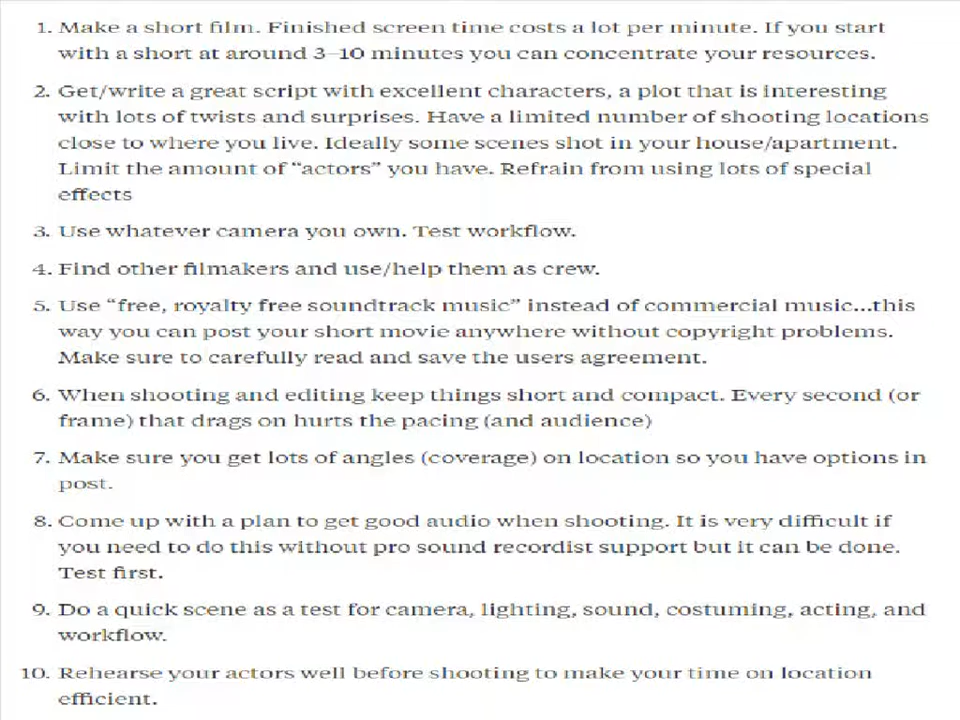 1. Make a short film. Finished screen time costs a lot per minute. If you start
with a short at around 3–10 minutes you can concentrate your resources.
2. Get/write a great script with excellent characters, a plot that is interesting
with lots of twists and surprises. Have a limited number of shooting locations
close to where you live. Ideally some scenes shot in your house/apartment.
Limit the amount of “actors” you have. Refrain from using lots of special
effects
3. Use whatever camera you own. Test workflow.
4. Find other filmakers and use/help them as crew.
5. Use “free, royalty free soundtrack music” instead of commercial music...this
way you can post your short movie anywhere without copyright problems.
Make sure to carefully read and save the users agreement.
6. When shooting and editing keep things short and compact. Every second (or
frame) that drags on hurts the pacing (and audience)
7. Make sure you get lots of angles (coverage) on location so you have options in
post.
8. Come up with a plan to get good audio when shooting. It is very difficult if
you need to do this without pro sound recordist support but it can be done.
Test first.
9. Do a quick scene as a test for camera, lighting, sound, costuming, acting, and
workflow.
10. Rehearse your actors well before shooting to make your time on location
efficient.